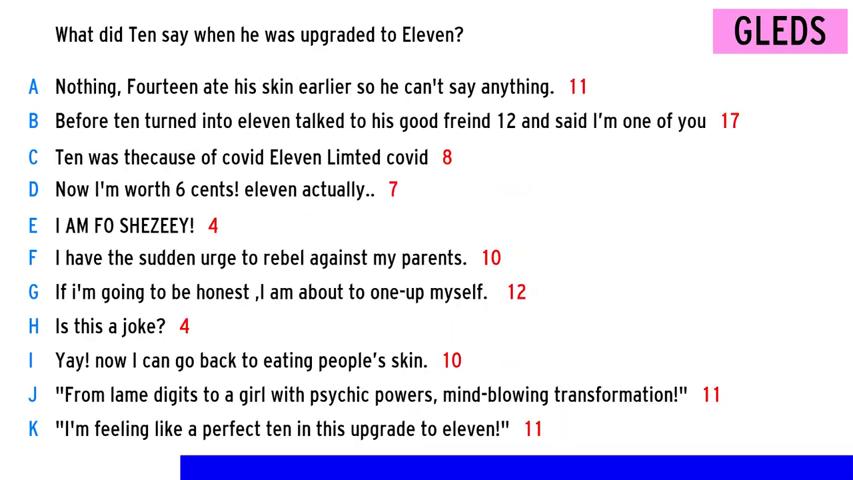 What did Ten say when he was upgraded to Eleven?
GLEDS
A Nothing, Fourteen ate his skin earlier so he can't say anything. 11
B Before ten turned into eleven talked to his good freind 12 and said I'm one of you 17
C Ten was thecause of covid Eleven Limted covid 8
D Now I'm worth 6 cents! eleven actually.. 7
E I AM FO SHEZEEY! 4
F I have the sudden urge to rebel against my parents. 10
G If i'm going to be honest ,I am about to one-up myself. 12
H Is this a joke? 4
I Yay! now I can go back to eating people's skin. 10
J "From lame digits to a girl with psychic powers, mind-blowing transformation!" 11
K "I'm feeling like a perfect ten in this upgrade to eleven!" 11